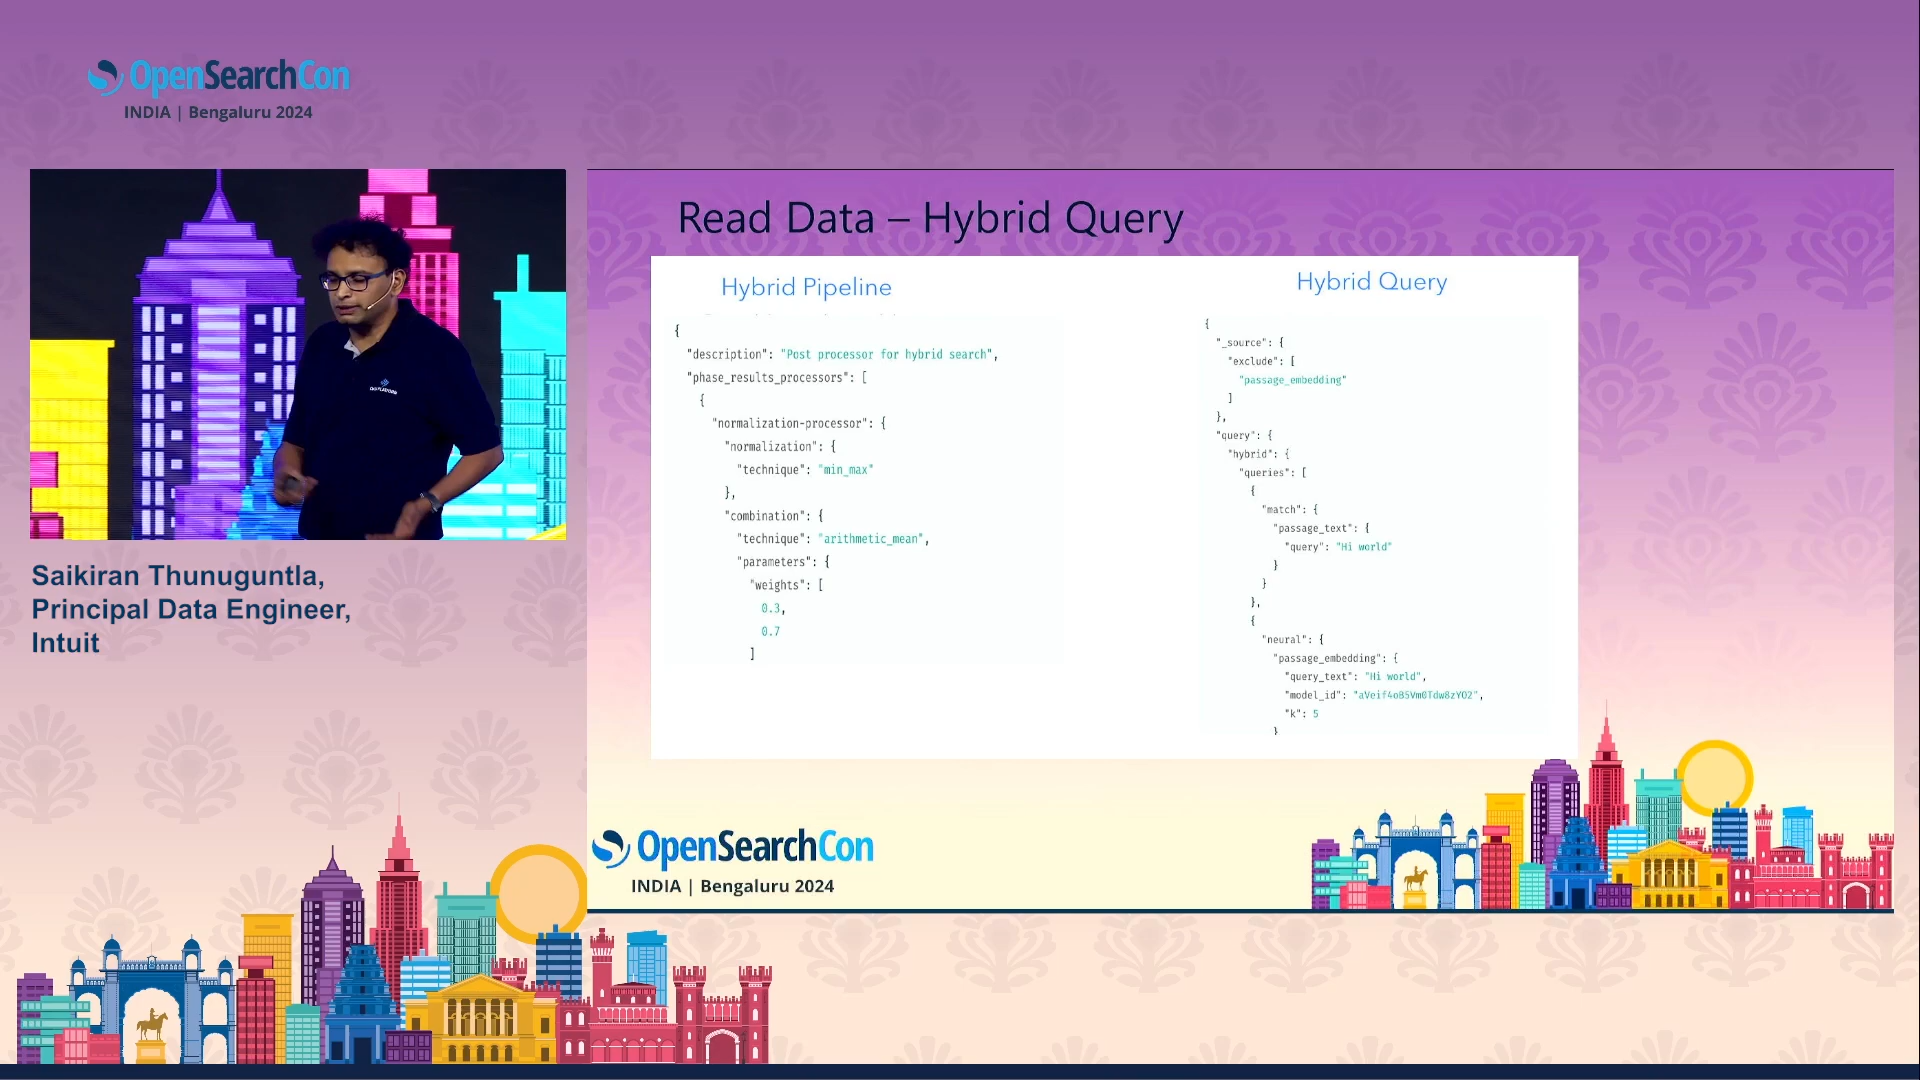 OpenSearchCon
INDIA | Bengaluru 2024
Saikiran Thunuguntla,
Principal Data Engineer,
Intuit
Read Data – Hybrid Query
Hybrid Pipeline
{
"description": "Post processor for hybrid search",
"phase_results_processors": [
{
"normalization-processor": {
"normalization": {
"technique": "min_max"
},
"combination": {
"technique": "arithmetic_mean",
"parameters": {
"weights": [
0.3,
0.7
]
Hybrid Query
{
"_source": {
"exclude": [
"passage_embedding"
]
},
"query": {
"hybrid": {
"queries": [
{
"match": {
"passage_text": {
"query": "Hi world"
}
}
},
{
"neural": {
"passage_embedding": {
"query_text": "Hi world",
"model_id": "aVeif4oB5Vm0Tdw8zYO2",
"k": 5
}
OpenSearchCon
INDIA | Bengaluru 2024